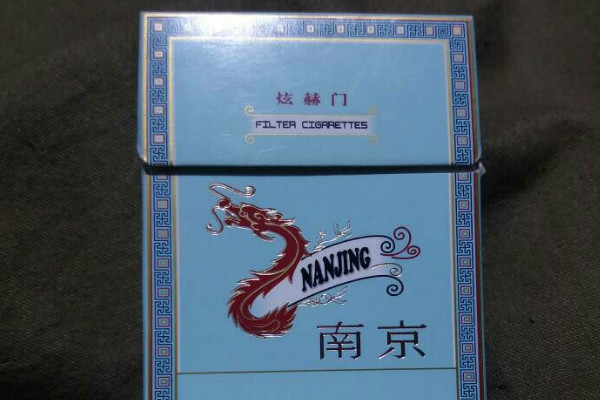 炫赫门
FILTER CIGARETTES
NANJING
南京